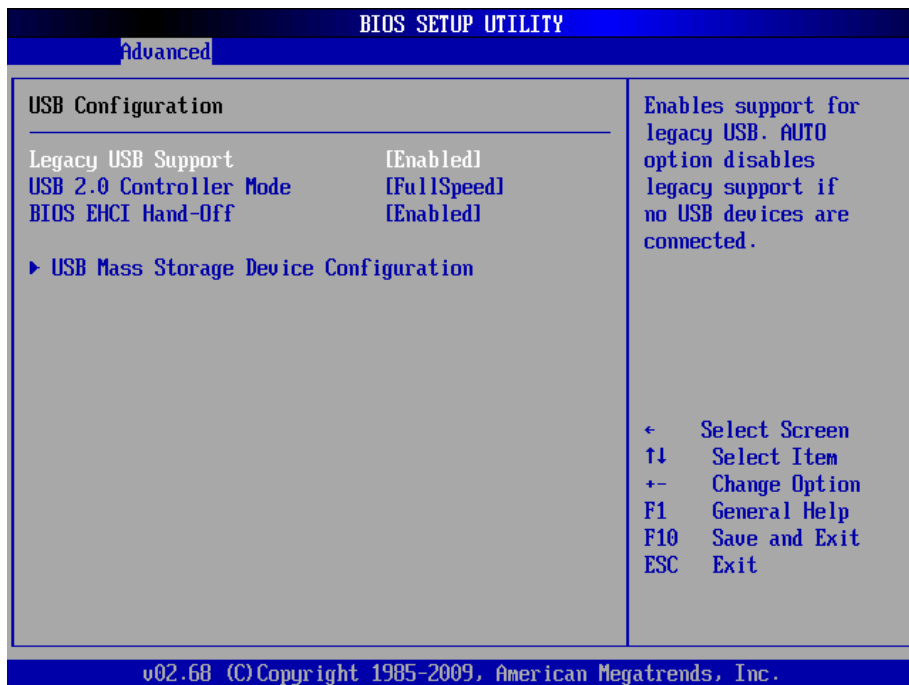 BIOS SETUP UTILITY
Advanced
USB Configuration
Legacy USB Support [Enabled]
USB 2.0 Controller Mode [FullSpeed]
BIOS EHCI Hand-Off [Enabled]
▶ USB Mass Storage Device Configuration
Enables support for
legacy USB. AUTO
option disables
legacy support if
no USB devices are
connected.
← Select Screen
↑↓ Select Item
+- Change Option
F1 General Help
F10 Save and Exit
ESC Exit
v02.68 (C)Copyright 1985-2009, American Megatrends, Inc.